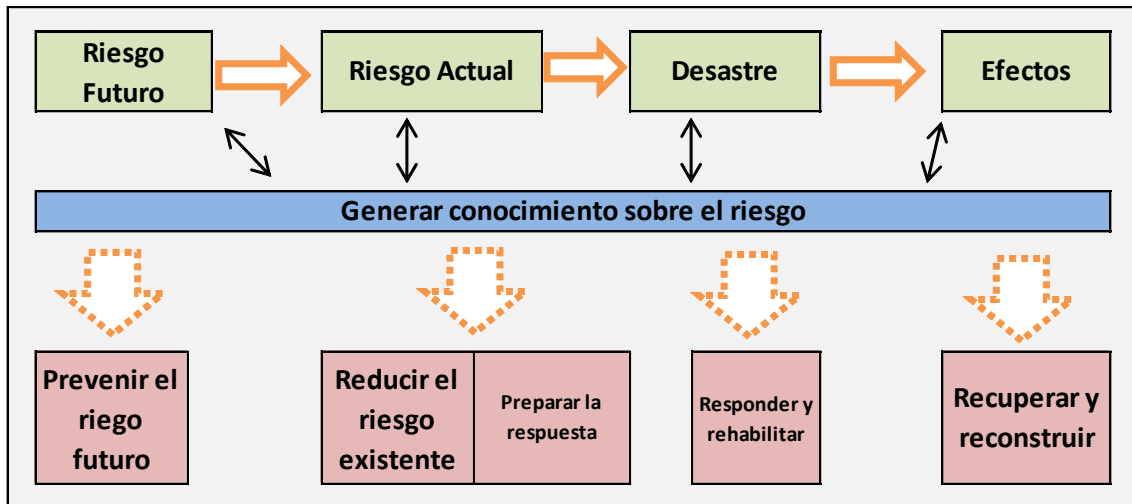 Riesgo
Futuro
Riesgo Actual
Desastre
Efectos
Generar conocimiento sobre el riesgo
Prevenir el
riego
futuro
Reducir el
riesgo
existente
Preparar la
respuesta
Responder y
rehabilitar
Recuperar y
reconstruir